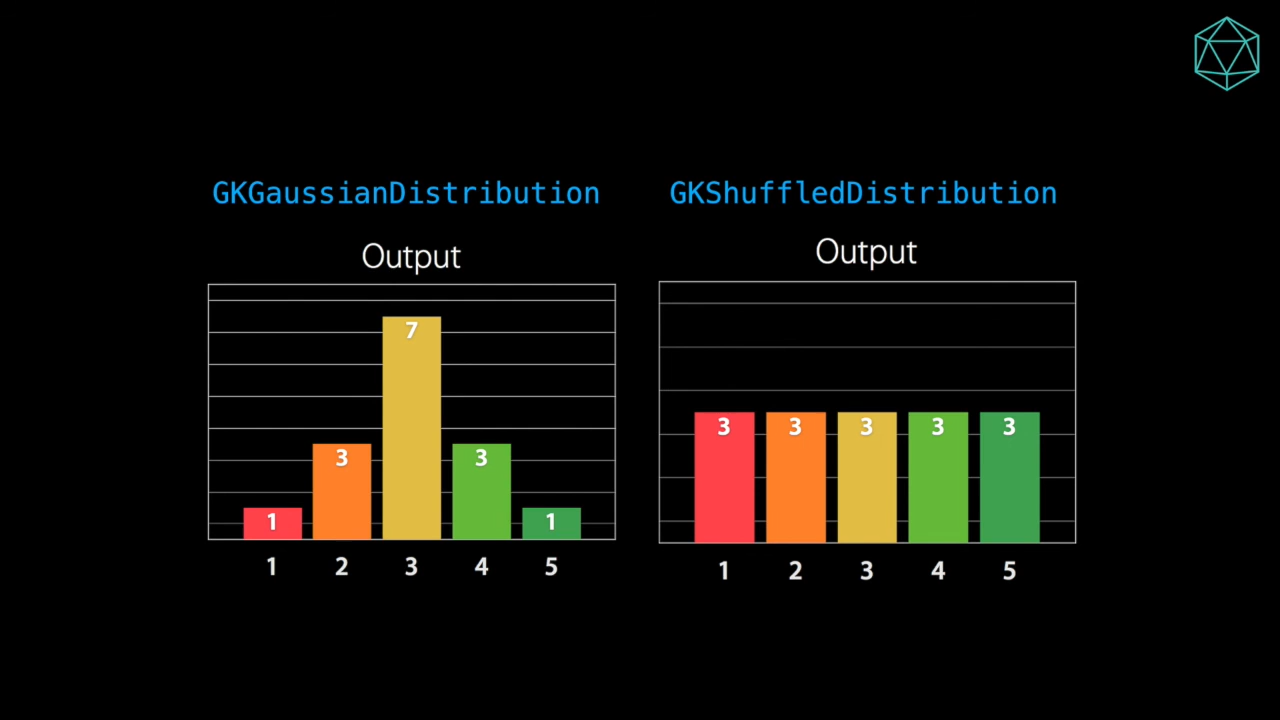 GKGaussianDistribution
Output
7
3
3
1
1
1 2 3 4 5
GKShuffledDistribution
Output
3 3 3 3 3
1 2 3 4 5